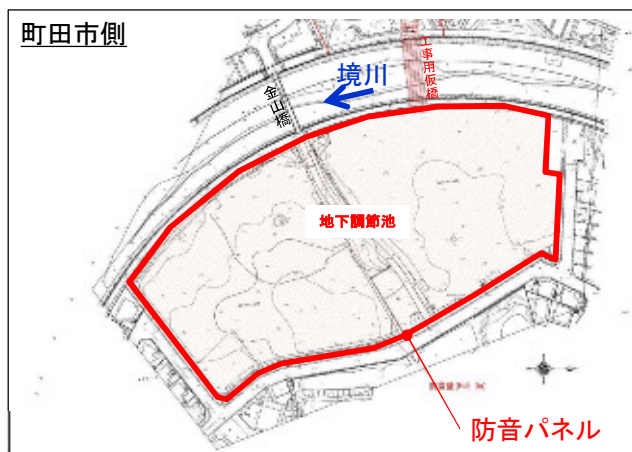 町田市側
境川
金山橋
工事用仮橋
地下調節池
防音パネル